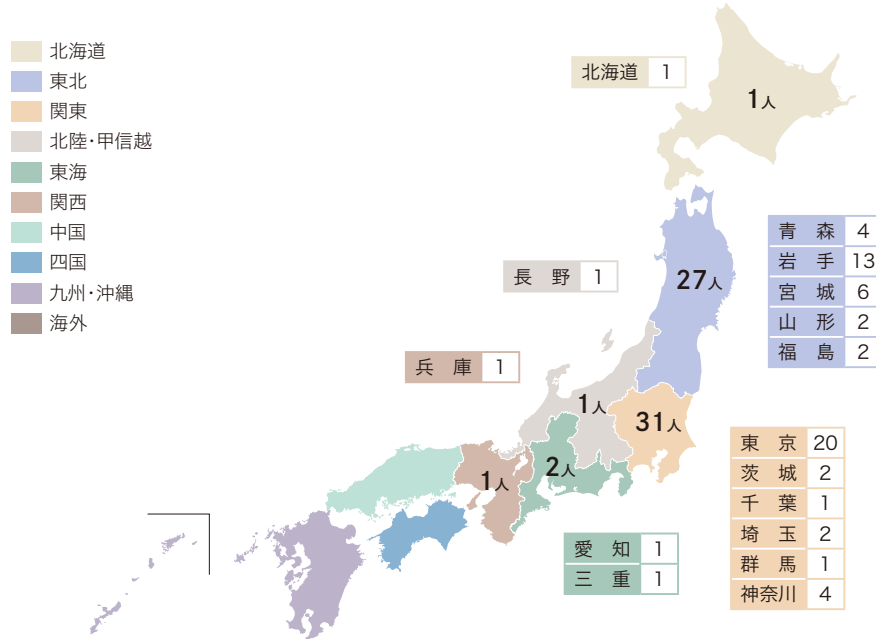 北海道
東北
関東
北陸・甲信越
東海
関西
中国
四国
九州・沖縄
海外
北海道 1
1人
長野 1
27人
青森 4
岩手 13
宮城 6
山形 2
福島 2
兵庫 1
1人
31人
2人
1人
東京 20
茨城 2
千葉 1
埼玉 2
群馬 1
神奈川 4
愛知 1
三重 1